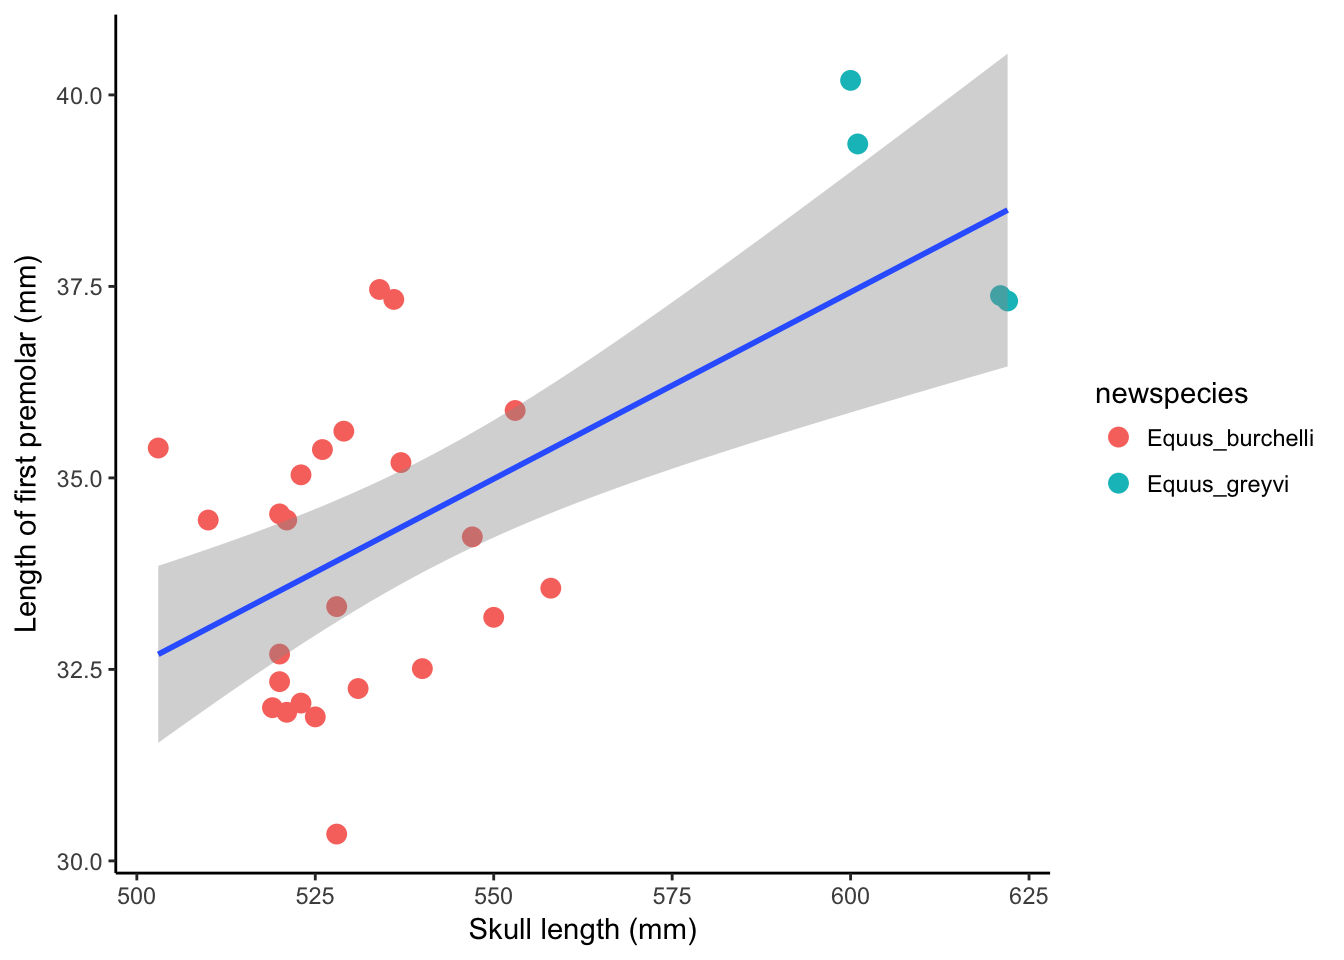 Length of first premolar (mm)
40.0
37.5
35.0
32.5
30.0
500 525 550 575 600 625
Skull length (mm)
newspecies
Equus_burchelli
Equus_greyvi